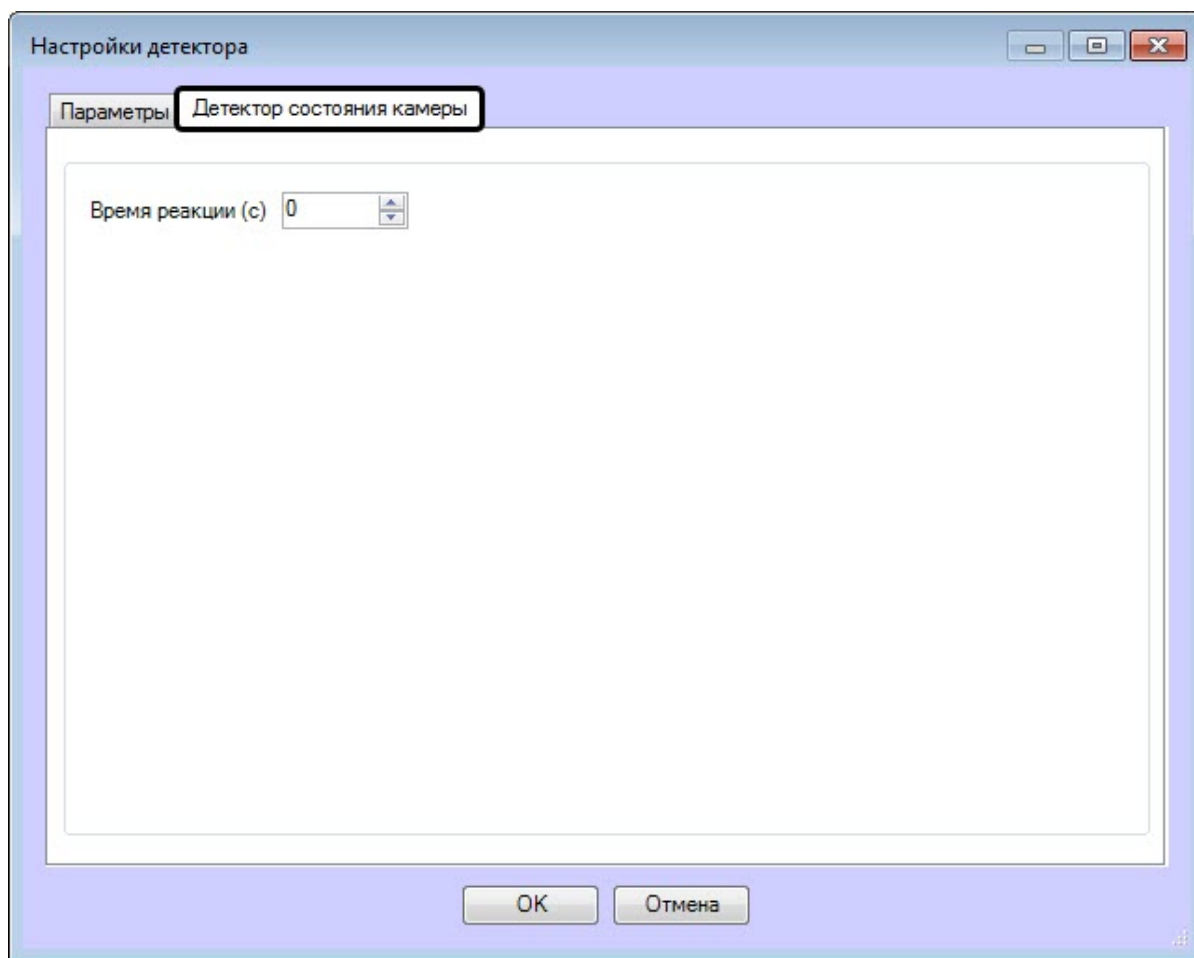 Настройки детектора
Параметры Детектор состояния камеры
Время реакции (с) 0
OK Отмена